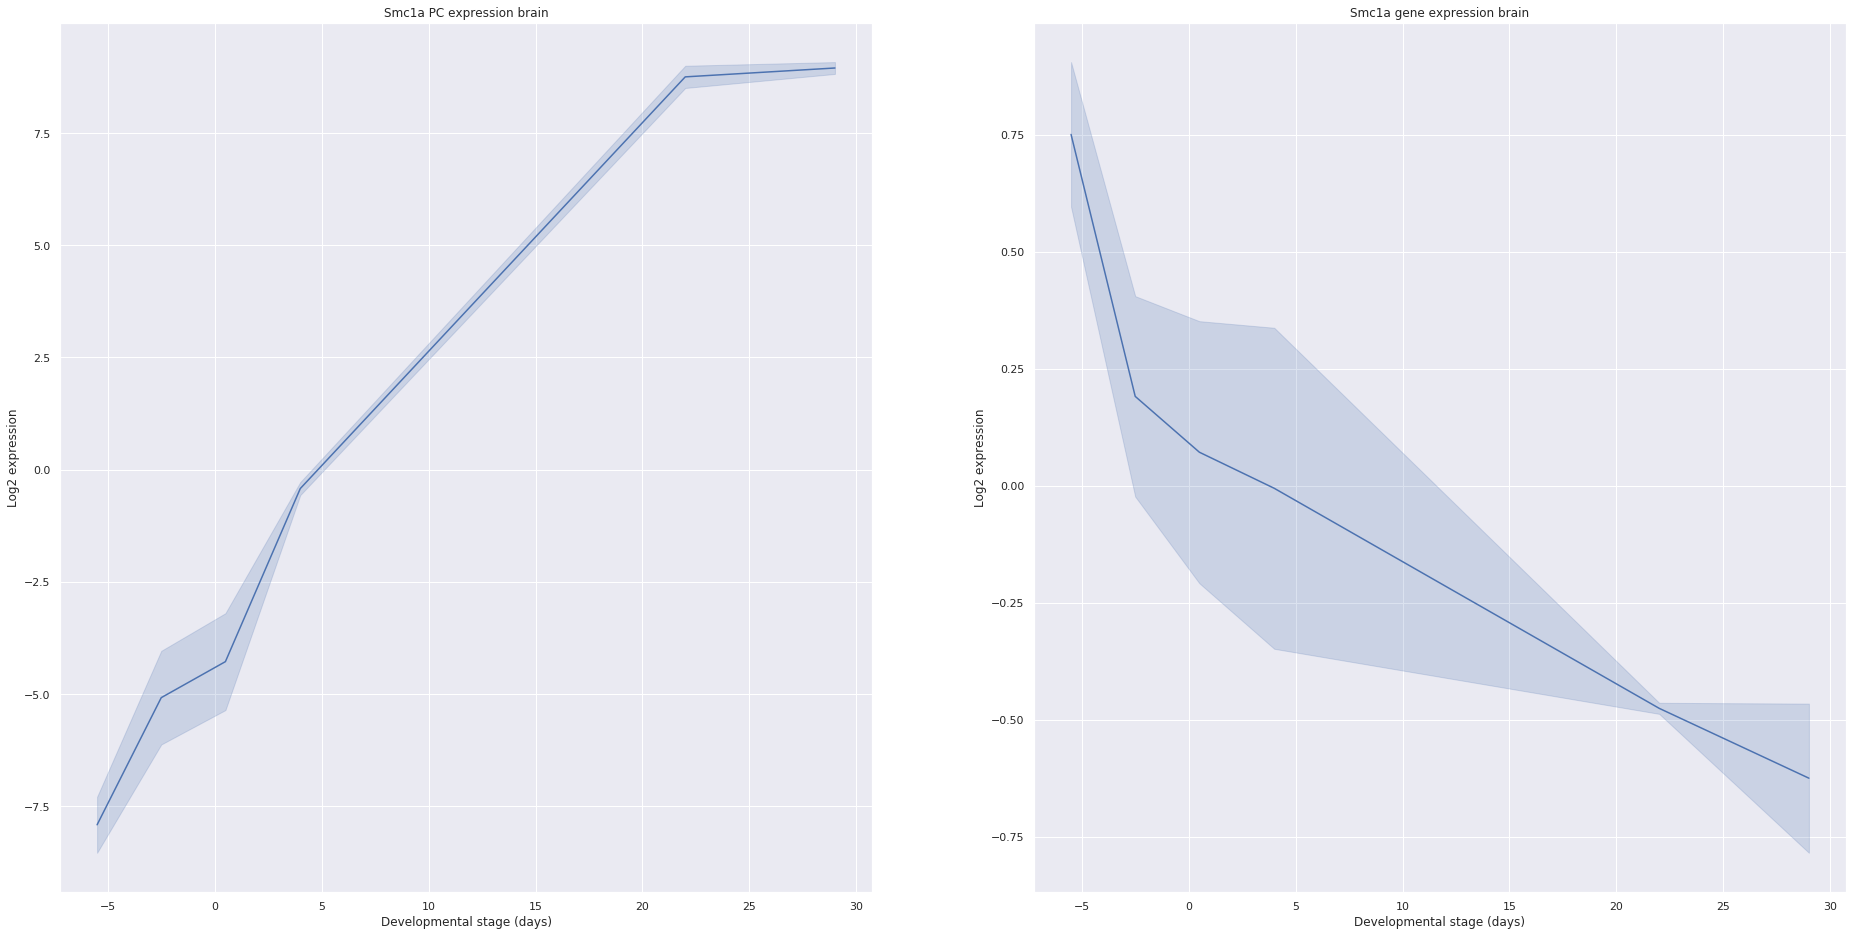 Smc1a PC expression brain
Log2 expression
7.5
5.0
2.5
0.0
−2.5
−5.0
−7.5
−5 0 5 10 15 20 25 30
Developmental stage (days)
Smc1a gene expression brain
Log2 expression
0.75
0.50
0.25
0.00
−0.25
−0.50
−0.75
−5 0 5 10 15 20 25 30
Developmental stage (days)